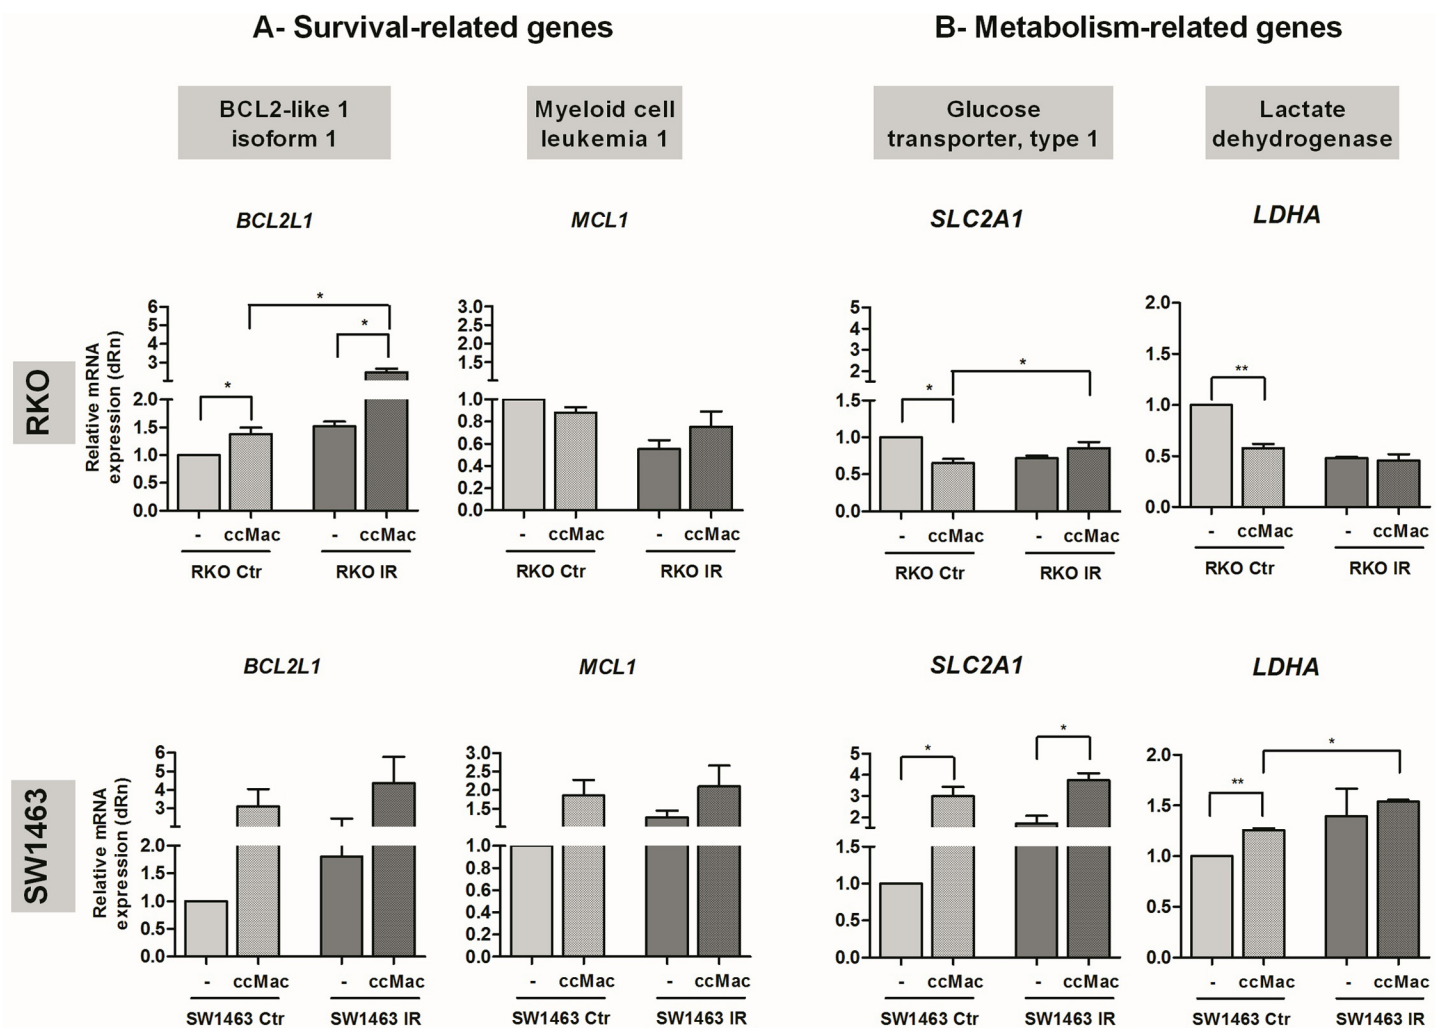 A- Survival-related genes
B- Metabolism-related genes
BCL2-like 1
isoform 1
Myeloid cell
leukemia 1
Glucose
transporter, type 1
Lactate
dehydrogenase
RKO
BCL2L1
Relative mRNA
expression (dRn)
6
5
4
3
2.0
1.5
1.0
0.5
0.0
*
*
*
- ccMac - ccMac
RKO Ctr RKO IR
MCL1
3.0
2.5
2.0
1.5
1.0
0.8
0.6
0.4
0.2
0.0
- ccMac - ccMac
RKO Ctr RKO IR
SLC2A1
5
4
3
2
1.5
1.0
0.5
0.0
*
*
- ccMac - ccMac
RKO Ctr RKO IR
LDHA
2.0
1.5
1.0
0.5
0.0
**
- ccMac - ccMac
RKO Ctr RKO IR
SW1463
BCL2L1
Relative mRNA
expression (dRn)
6
5
4
3
2.0
1.5
1.0
0.5
0.0
- ccMac - ccMac
SW1463 Ctr SW1463 IR
MCL1
3.0
2.5
2.0
1.5
1.0
0.8
0.6
0.4
0.2
0.0
- ccMac - ccMac
SW1463 Ctr SW1463 IR
SLC2A1
5
4
3
2
1.5
1.0
0.5
0.0
*
*
- ccMac - ccMac
SW1463 Ctr SW1463 IR
LDHA
2.0
1.5
1.0
0.5
0.0
**
*
- ccMac - ccMac
SW1463 Ctr SW1463 IR